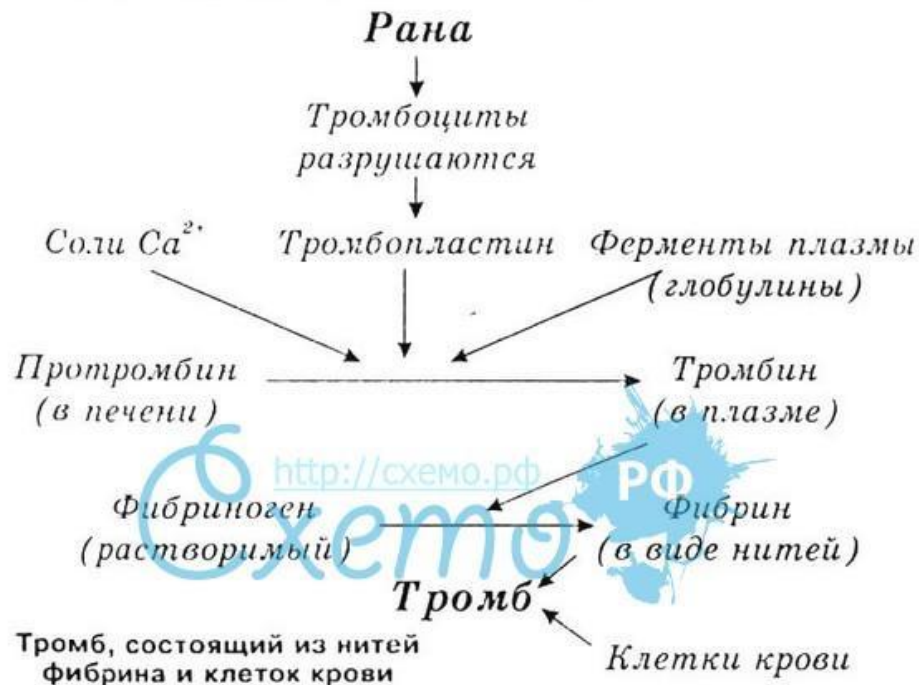 Рана
Тромбоциты
разрушаются
Соли Ca²⁺ Тромбопластин Ферменты плазмы
(глобулины)
Протромбин Тромбин
(в печени) (в плазме)
http://схемо.рф
РФ
Схемо
Фибриноген Фибрин
(растворимый) (в виде нитей)
Тромб
Тромб, состоящий из нитей
фибрина и клеток крови
Клетки крови